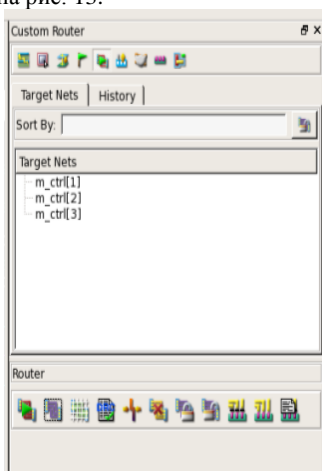 на рис. 13.
Custom Router
Target Nets
History
Sort By:
Target Nets
m_ctrl[1]
m_ctrl[2]
m_ctrl[3]
Router